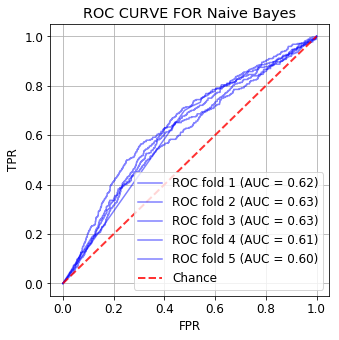 ROC CURVE FOR Naive Bayes
1.0
0.8
0.6
0.4
0.2
0.0
TPR
ROC fold 1 (AUC = 0.62)
ROC fold 2 (AUC = 0.63)
ROC fold 3 (AUC = 0.63)
ROC fold 4 (AUC = 0.61)
ROC fold 5 (AUC = 0.60)
Chance
0.0 0.2 0.4 0.6 0.8 1.0
FPR